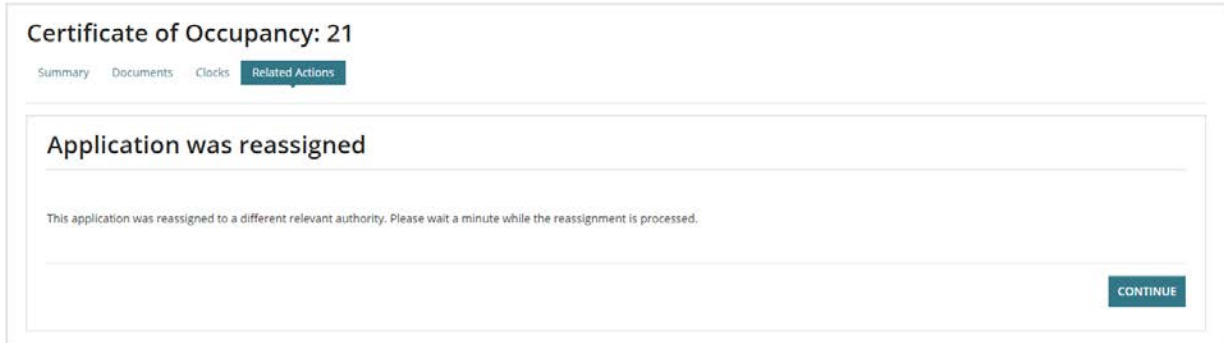 Certificate of Occupancy: 21
Summary Documents Clocks Related Actions
Application was reassigned
This application was reassigned to a different relevant authority. Please wait a minute while the reassignment is processed.
CONTINUE